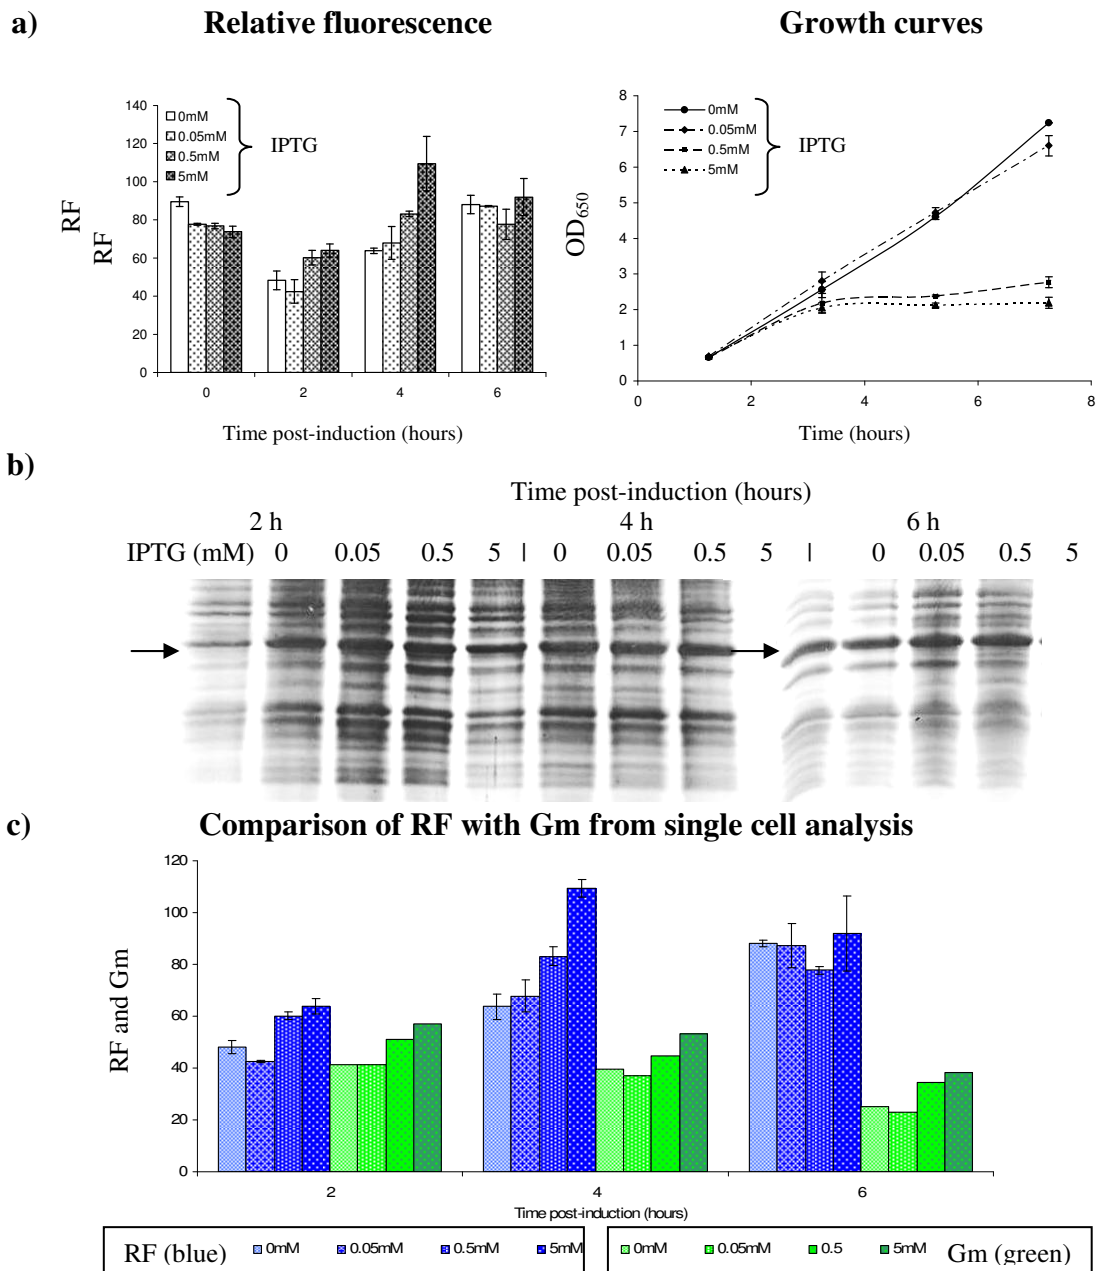 a)
Relative fluorescence
Growth curves
140
120
100
80
60
40
20
0
RF
RF
0mM
0.05mM
0.5mM
5mM
IPTG
0 2 4 6
Time post-induction (hours)
8
7
6
5
4
3
2
1
0
OD650
0mM
0.05mM
0.5mM
5mM
IPTG
0 2 4 6 8
Time (hours)
b)
Time post-induction (hours)
2 h 4 h 6 h
IPTG (mM) 0 0.05 0.5 5 | 0 0.05 0.5 5 | 0 0.05 0.5 5
c)
Comparison of RF with Gm from single cell analysis
120
100
80
60
40
20
0
RF and Gm
2 4 6
Time post-induction (hours)
RF (blue) 0mM 0.05mM 0.5mM 5mM
0mM 0.05mM 0.5 5mM Gm (green)